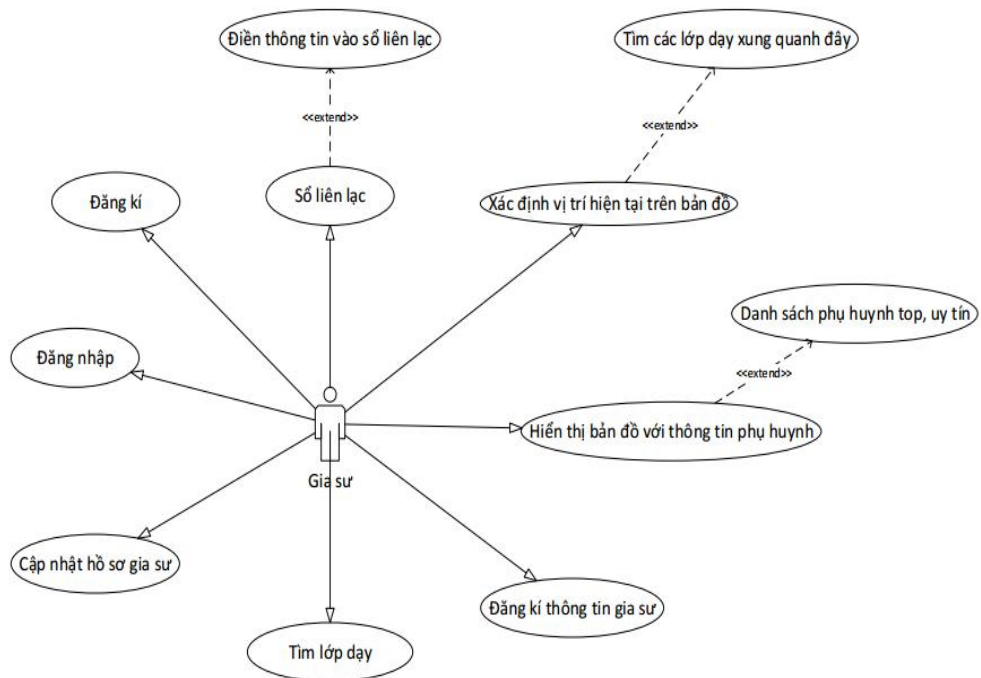 Điền thông tin vào sổ liên lạc
Tìm các lớp dạy xung quanh đây
<<extend>>
<<extend>>
Đăng kí
Sổ liên lạc
Xác định vị trí hiện tại trên bản đồ
Danh sách phụ huynh top, uy tín
Đăng nhập
<<extend>>
Hiển thị bản đồ với thông tin phụ huynh
Gia sư
Cập nhật hồ sơ gia sư
Đăng kí thông tin gia sư
Tìm lớp dạy